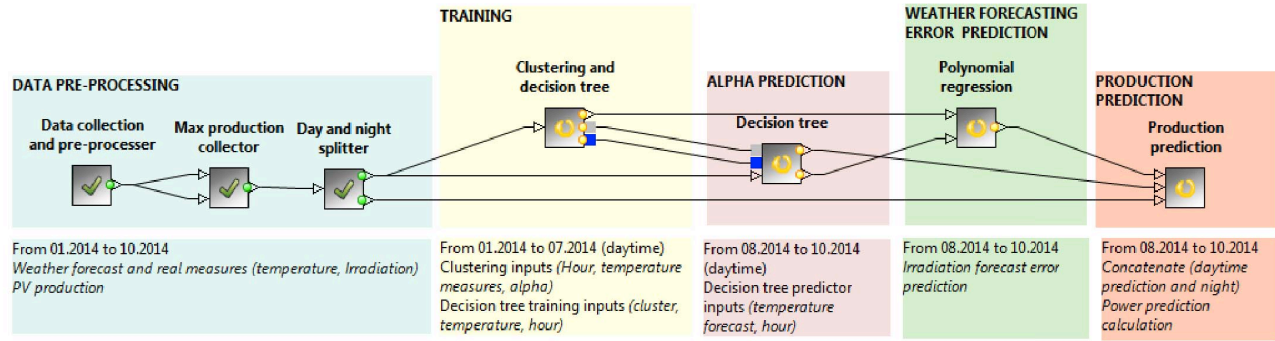 DATA PRE-PROCESSING
Data collection
and pre-processer
Max production
collector
Day and night
splitter
From 01.2014 to 10.2014
Weather forecast and real measures (temperature, Irradiation)
PV production
TRAINING
Clustering and
decision tree
From 01.2014 to 07.2014 (daytime)
Clustering inputs (Hour, temperature
measures, alpha)
Decision tree training inputs (cluster,
temperature, hour)
ALPHA PREDICTION
Decision tree
From 08.2014 to 10.2014
(daytime)
Decision tree predictor
inputs (temperature
forecast, hour)
WEATHER FORECASTING
ERROR PREDICTION
Polynomial
regression
From 08.2014 to 10.2014
Irradiation forecast error
prediction
PRODUCTION
PREDICTION
Production
prediction
From 08.2014 to 10.2014
Concatenate (daytime
prediction and night)
Power prediction
calculation